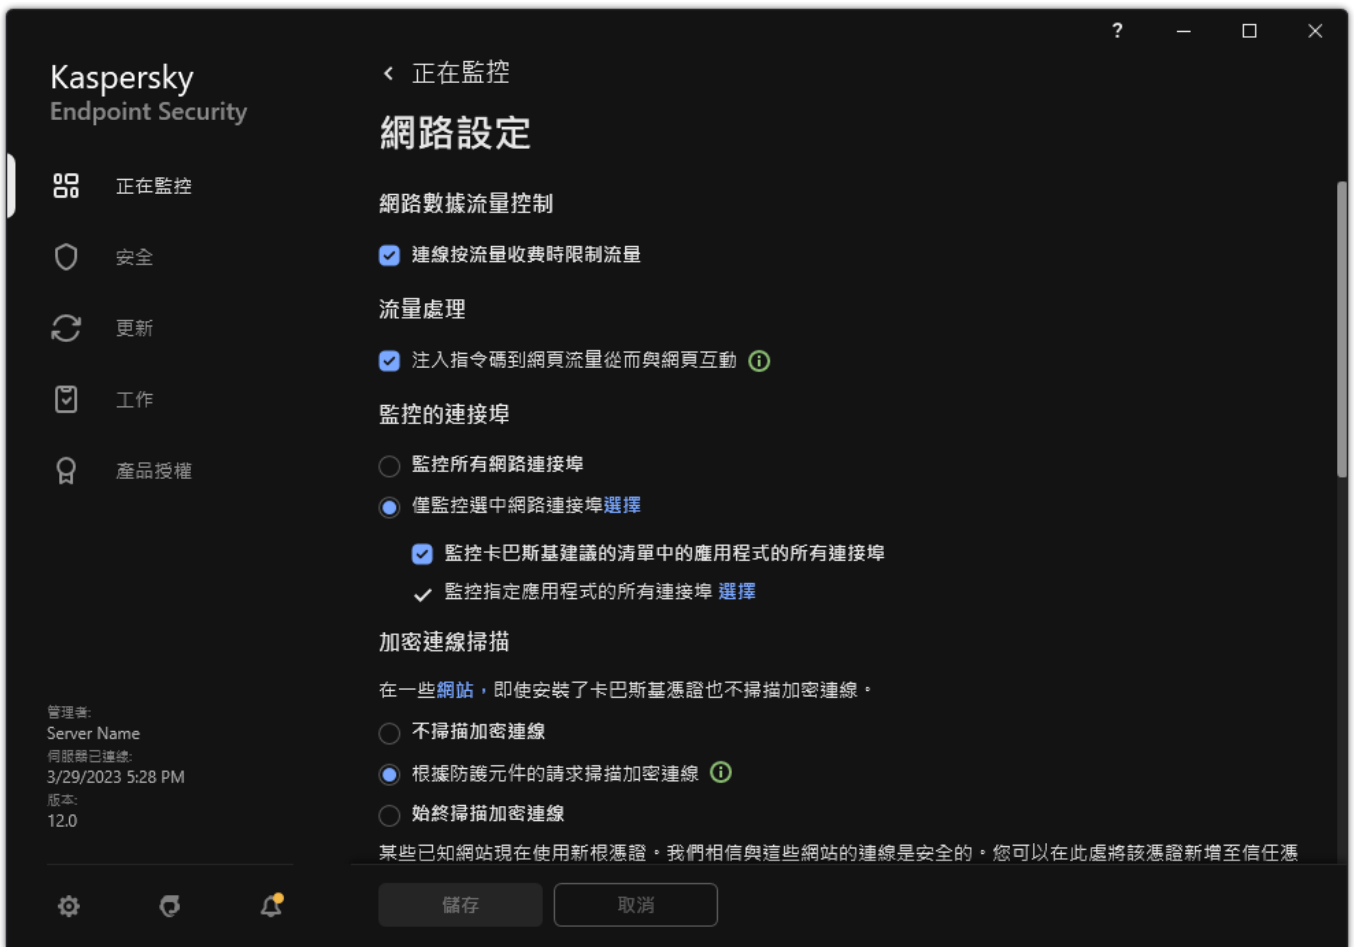 ?
Kaspersky
Endpoint Security
正在監控
安全
更新
工作
產品授權
管理者:
Server Name
伺服器已連線:
3/29/2023 5:28 PM
版本:
12.0
正在監控
網路設定
網路數據流量控制
連線按流量收費時限制流量
流量處理
注入指令碼到網頁流量從而與網頁互動
監控的連接埠
監控所有網路連接埠
僅監控選中網路連接埠選擇
監控卡巴斯基建議的清單中的應用程式的所有連接埠
監控指定應用程式的所有連接埠 選擇
加密連線掃描
在一些網站，即使安裝了卡巴斯基憑證也不掃描加密連線。
不掃描加密連線
根據防護元件的請求掃描加密連線
始終掃描加密連線
某些已知網站現在使用新根憑證。我們相信與這些網站的連線是安全的。您可以在此處將該憑證新增至信任憑
儲存
取消